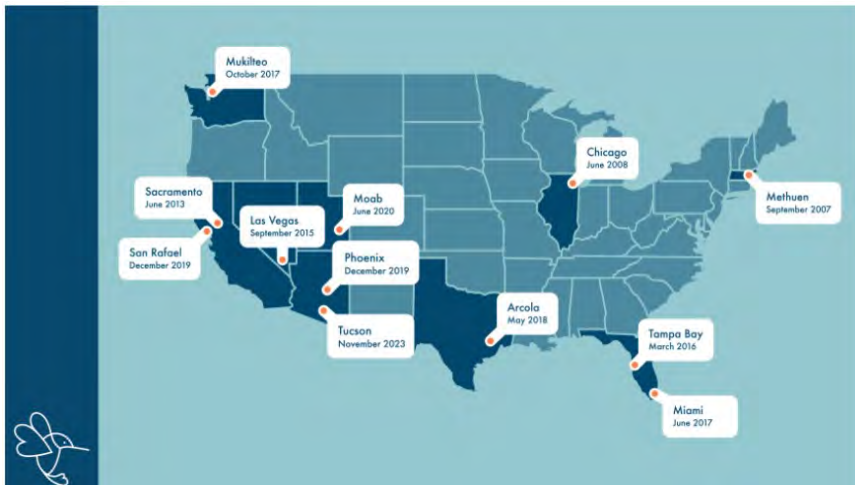 Mukilteo
October 2017
Chicago
June 2008
Methuen
September 2007
Sacramento
June 2013
Las Vegas
September 2015
Moab
June 2020
San Rafael
December 2019
Phoenix
December 2019
Tucson
November 2023
Arcola
May 2018
Tampa Bay
March 2016
Miami
June 2017